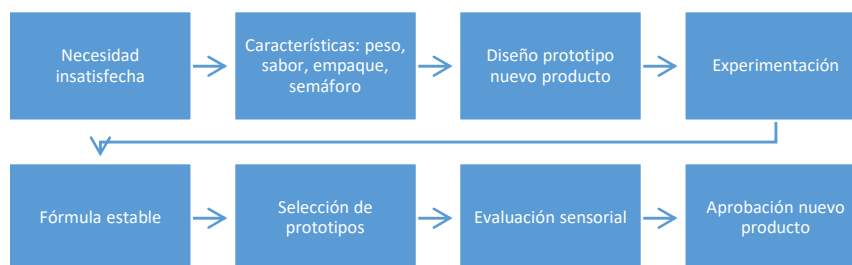 Necesidad
insatisfecha
Características: peso,
sabor, empaque,
semáforo
Diseño prototipo
nuevo producto
Experimentación
Fórmula estable
Selección de
prototipos
Evaluación sensorial
Aprobación nuevo
producto